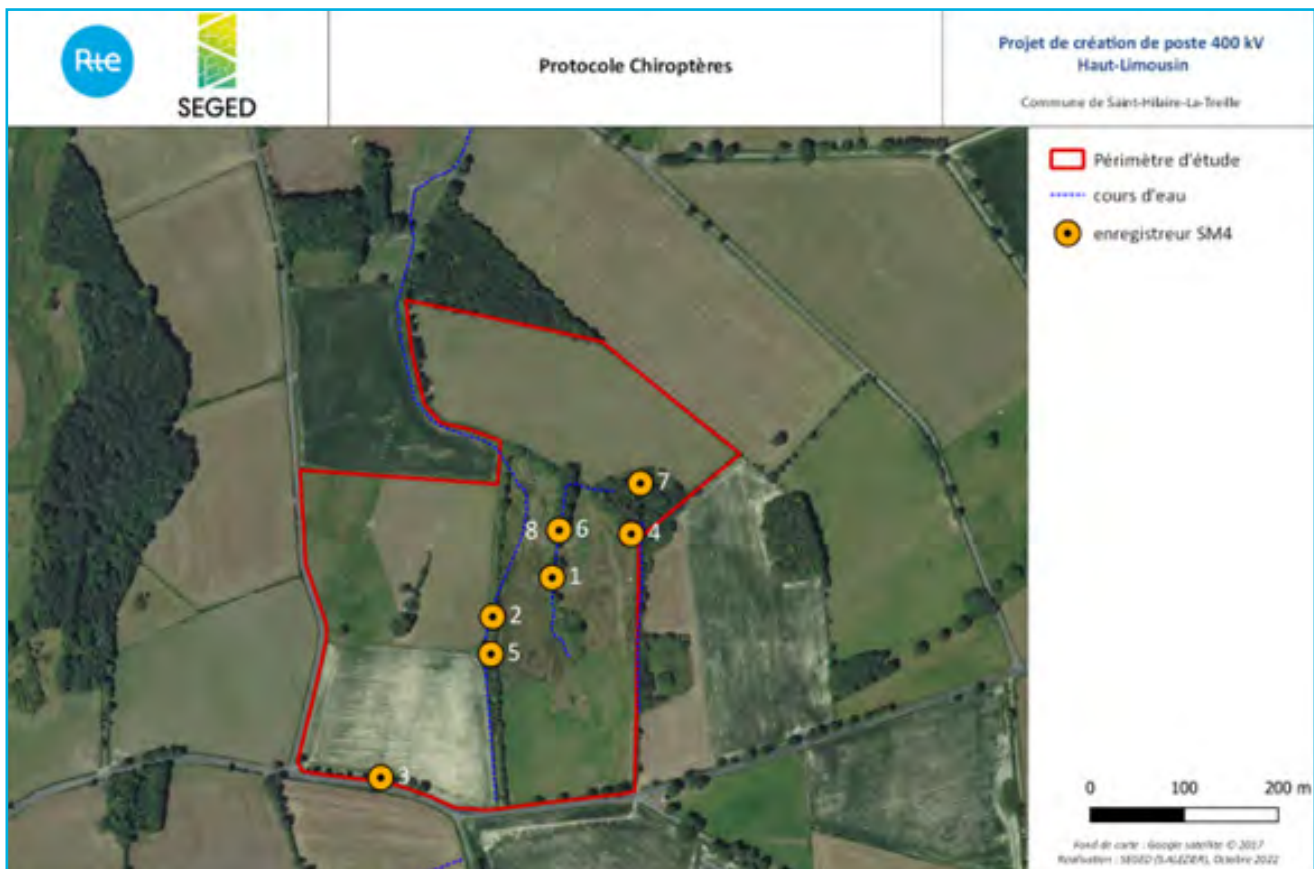 Rte
SEGED
Protocole Chiroptères
Projet de création de poste 400 kV
Haut-Limousin
Commune de Saint-Hilaire-La-Treille
Périmètre d'étude
cours d'eau
enregistreur SM4
7
8 6
4
1
2
5
3
0 100 200 m
Fond de carte : Google satellite © 2017
Réalisation : SEGED (S.ALEZIER), Octobre 2022